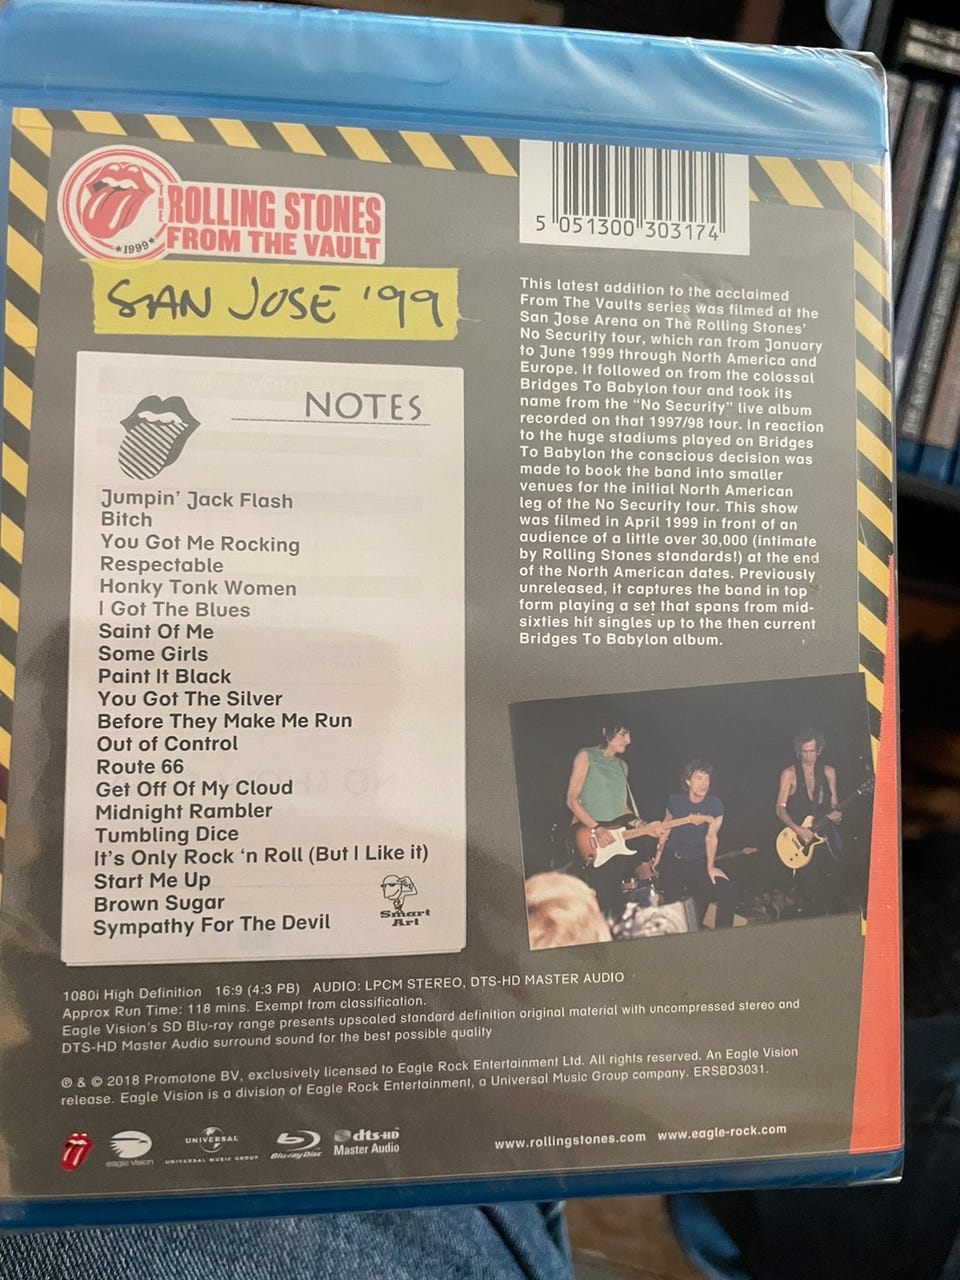 THE
ROLLING STONES
FROM THE VAULT
★1999★
SAN JOSE '99
5 051300 303174
NOTES
Jumpin' Jack Flash
Bitch
You Got Me Rocking
Respectable
Honky Tonk Women
I Got The Blues
Saint Of Me
Some Girls
Paint It Black
You Got The Silver
Before They Make Me Run
Out of Control
Route 66
Get Off Of My Cloud
Midnight Rambler
Tumbling Dice
It's Only Rock 'n Roll (But I Like it)
Start Me Up
Brown Sugar
Sympathy For The Devil
Smart
Art
This latest addition to the acclaimed
From The Vaults series was filmed at the
San Jose Arena on The Rolling Stones'
No Security tour, which ran from January
to June 1999 through North America and
Europe. It followed on from the colossal
Bridges To Babylon tour and took its
name from the "No Security" live album
recorded on that 1997/98 tour. In reaction
to the huge stadiums played on Bridges
To Babylon the conscious decision was
made to book the band into smaller
venues for the initial North American
leg of the No Security tour. This show
was filmed in April 1999 in front of an
audience of a little over 30,000 (intimate
by Rolling Stones standards!) at the end
of the North American dates. Previously
unreleased, it captures the band in top
form playing a set that spans from mid-
sixties hit singles up to the then current
Bridges To Babylon album.
1080i High Definition 16:9 (4:3 PB) AUDIO: LPCM STEREO, DTS-HD MASTER AUDIO
Approx Run Time: 118 mins. Exempt from classification.
Eagle Vision's SD Blu-ray range presents upscaled standard definition original material with uncompressed stereo and
DTS-HD Master Audio surround sound for the best possible quality
℗ & © 2018 Promotone BV, exclusively licensed to Eagle Rock Entertainment Ltd. All rights reserved. An Eagle Vision
release. Eagle Vision is a division of Eagle Rock Entertainment, a Universal Music Group company. ERSBD3031.
eagle vision
UNIVERSAL
UNIVERSAL MUSIC GROUP
Blu-ray Disc
dts-HD
Master Audio
www.rollingstones.com www.eagle-rock.com